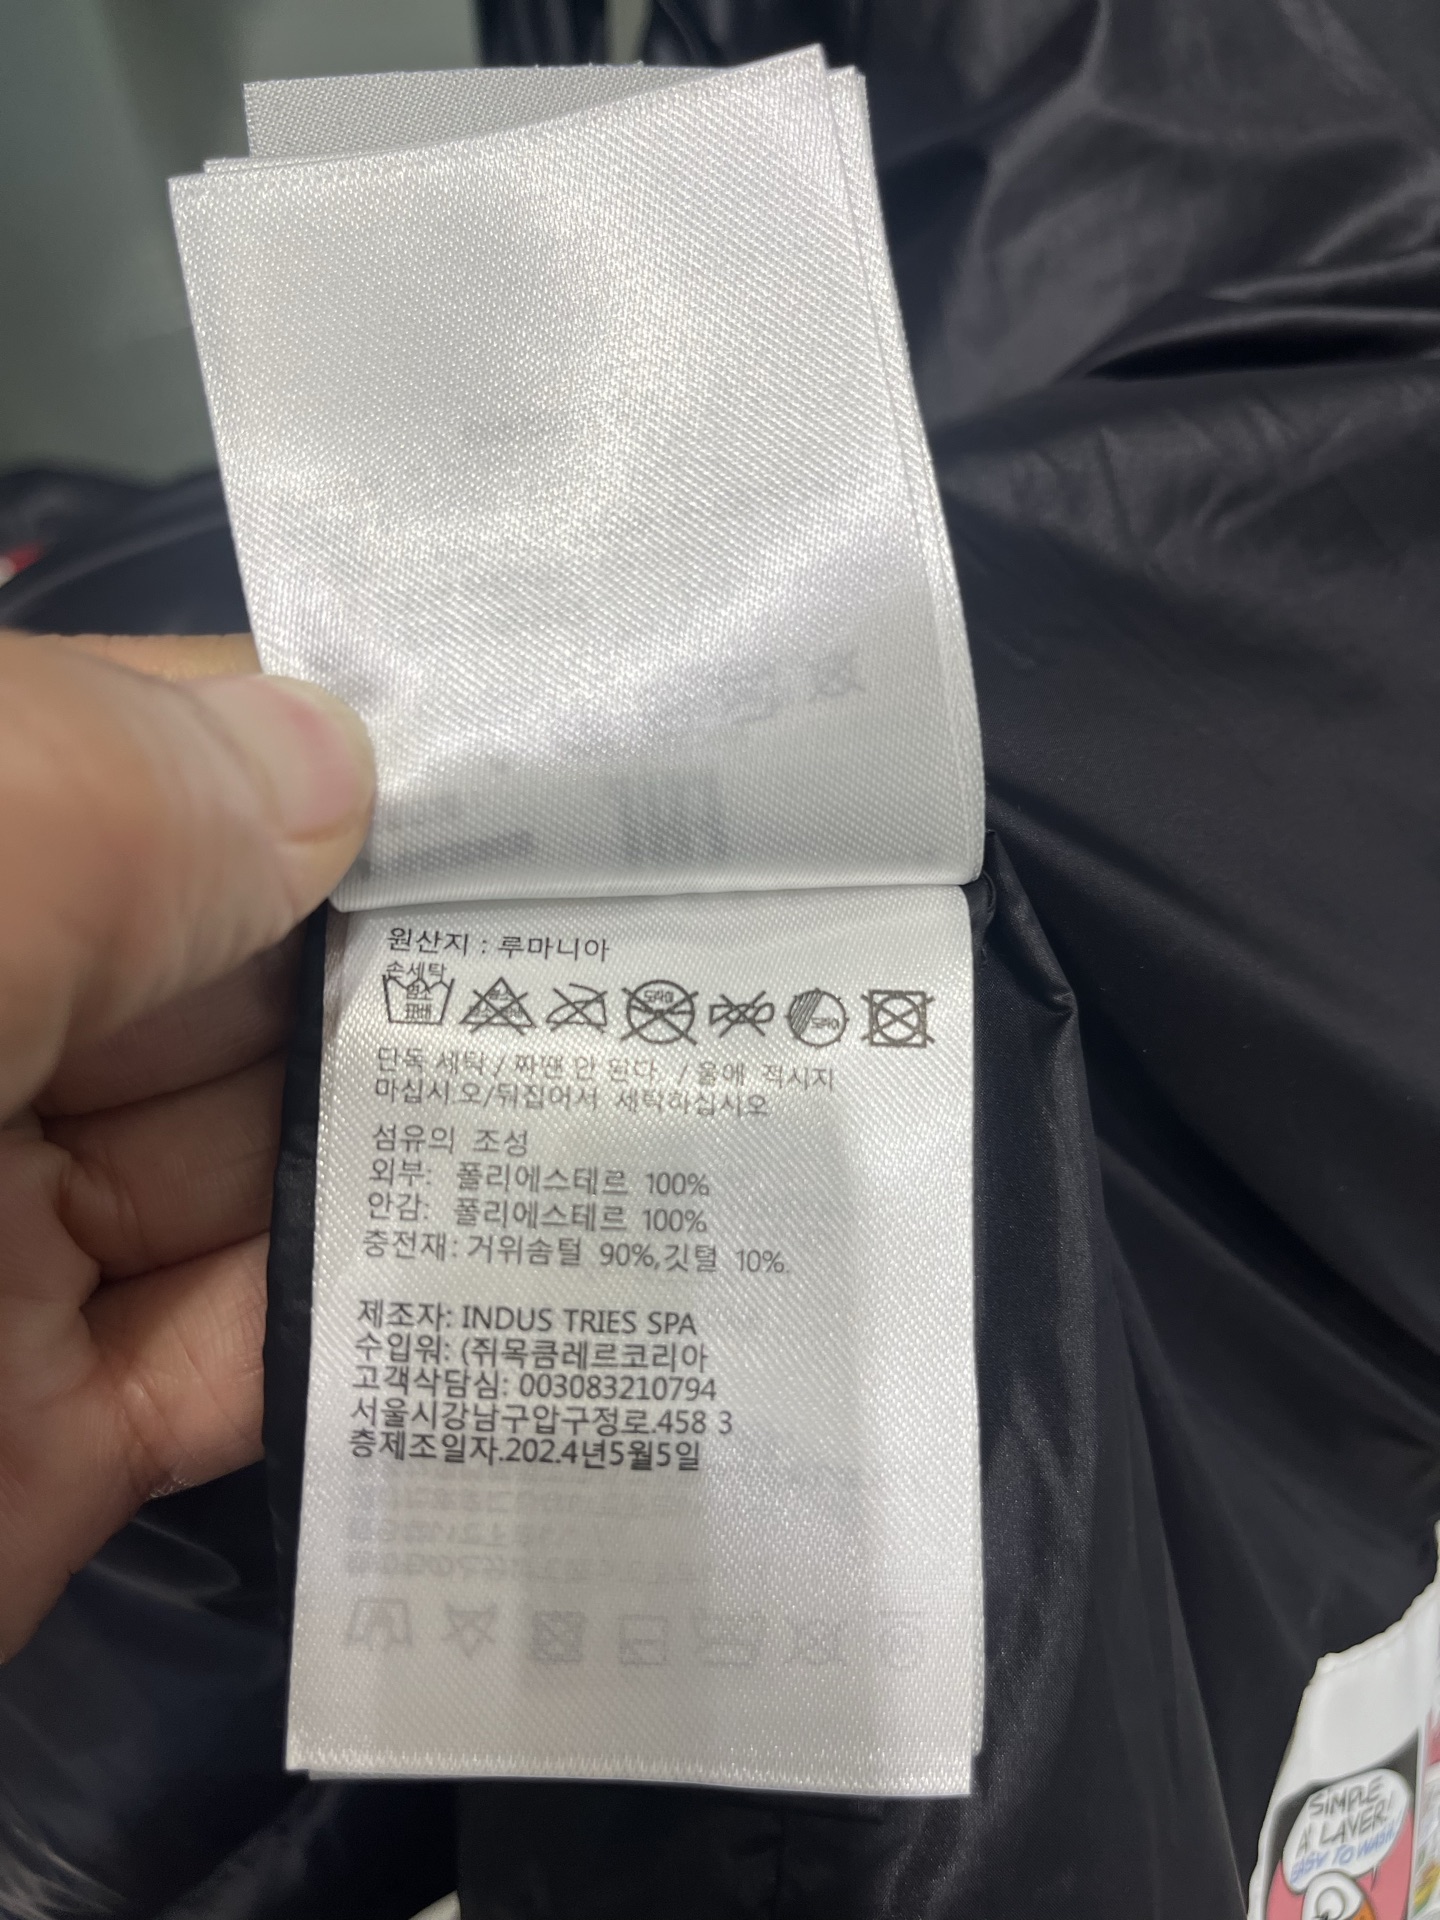 원산지 : 루마니아
손세탁
단독 세탁 / 짜맨 안 된다. / 울에 적시지
마십시.오/뒤집어서 세탁하십시오
섬유의 조성
외부: 폴리에스테르 100%
안감: 폴리에스테르 100%
충전재: 거위솜털 90%,깃털 10%.
제조자: INDUS TRIES SPA
수입워: (쥐목클레르코리아
고객삭담심: 003083210794
서울시강남구압구정로.458 3
층제조일자.202.4년5월5일
SIMPLE
A LAVER!
EASY TO WASH